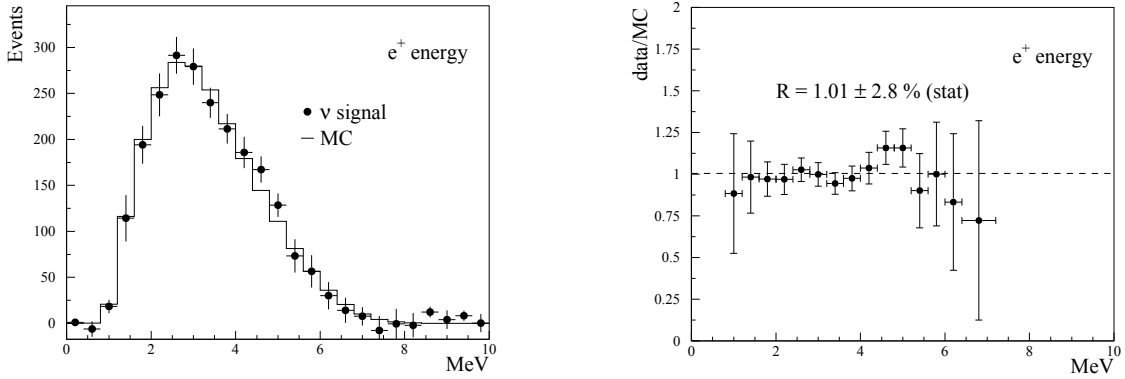 Events
300
250
200
150
100
50
0
e⁺ energy
ν signal
MC
0 2 4 6 8 10
MeV
data/MC
2
1.75
1.5
1.25
1
0.75
0.5
0.25
0
e⁺ energy
R = 1.01 ± 2.8 % (stat)
0 2 4 6 8 10
MeV